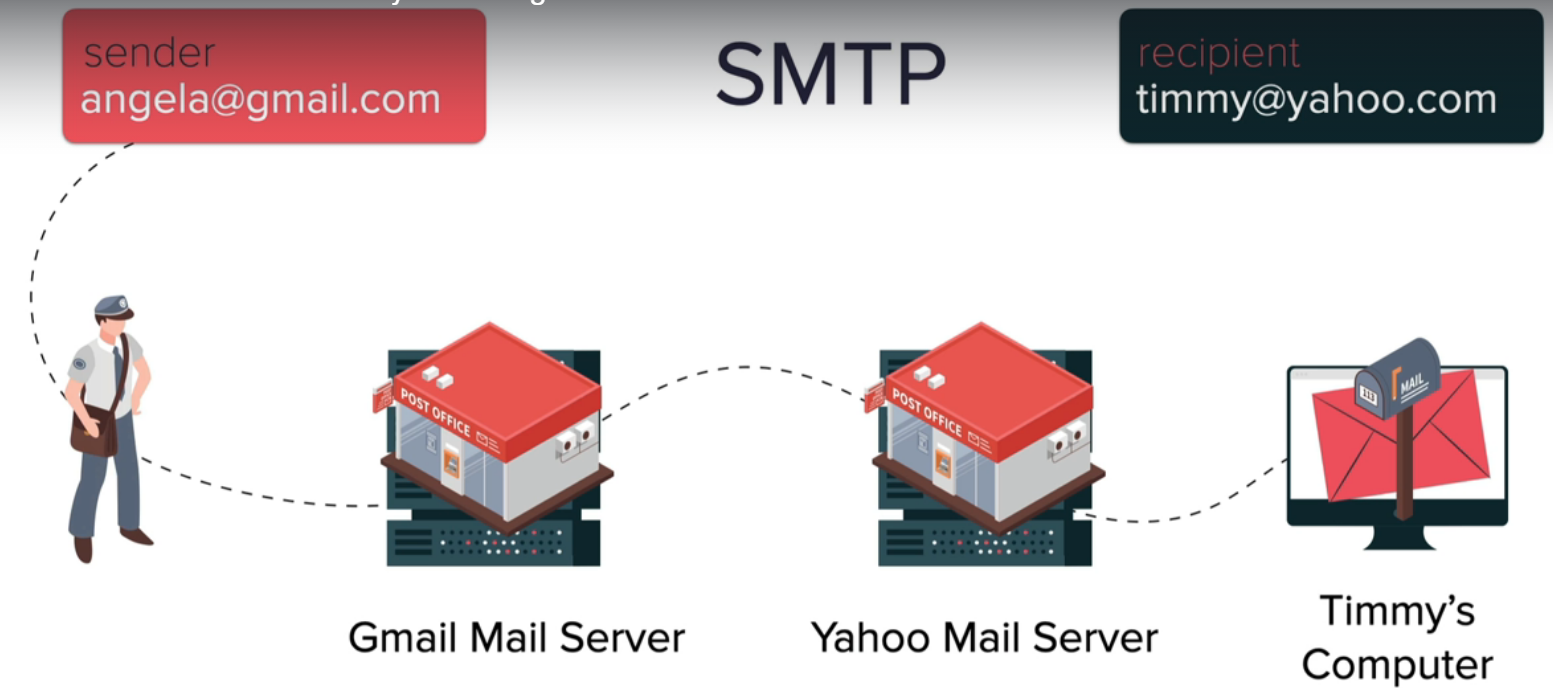 sender
angela@gmail.com
SMTP
recipient
timmy@yahoo.com
POST OFFICE
POST OFFICE
MAIL
Gmail Mail Server
Yahoo Mail Server
Timmy's
Computer